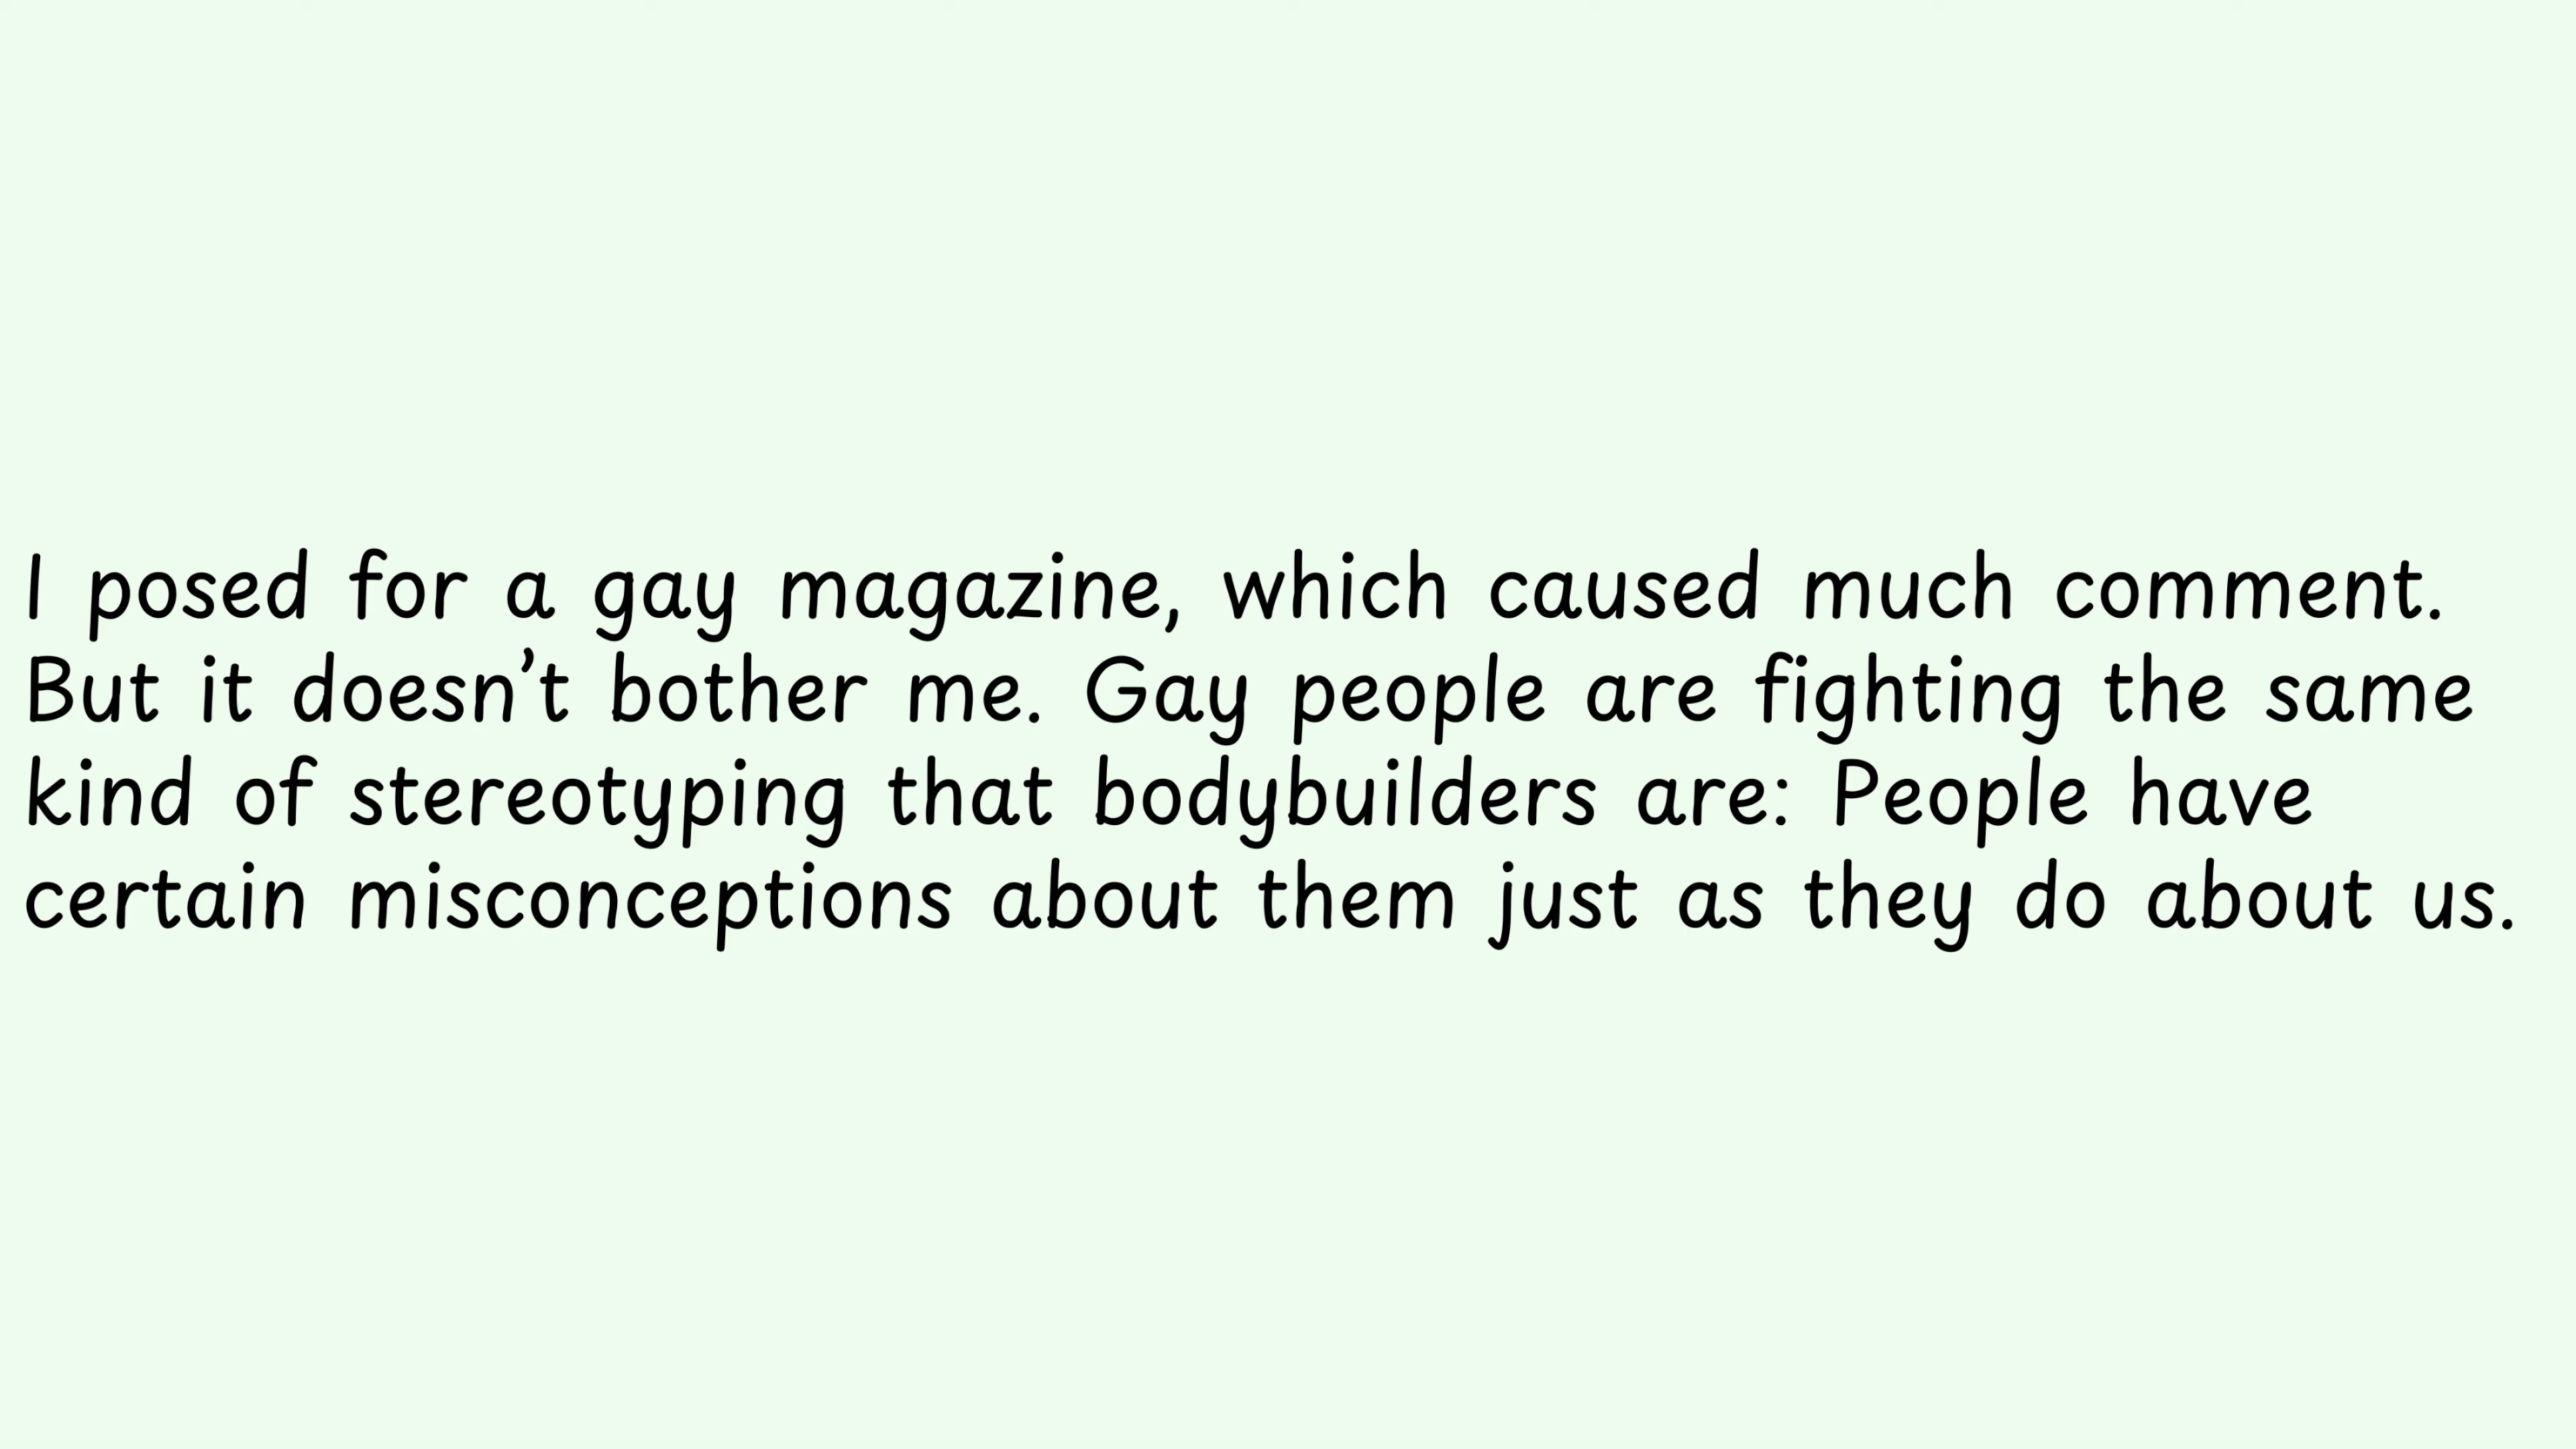 I posed for a gay magazine, which caused much comment.
But it doesn’t bother me. Gay people are fighting the same
kind of stereotyping that bodybuilders are: People have
certain misconceptions about them just as they do about us.